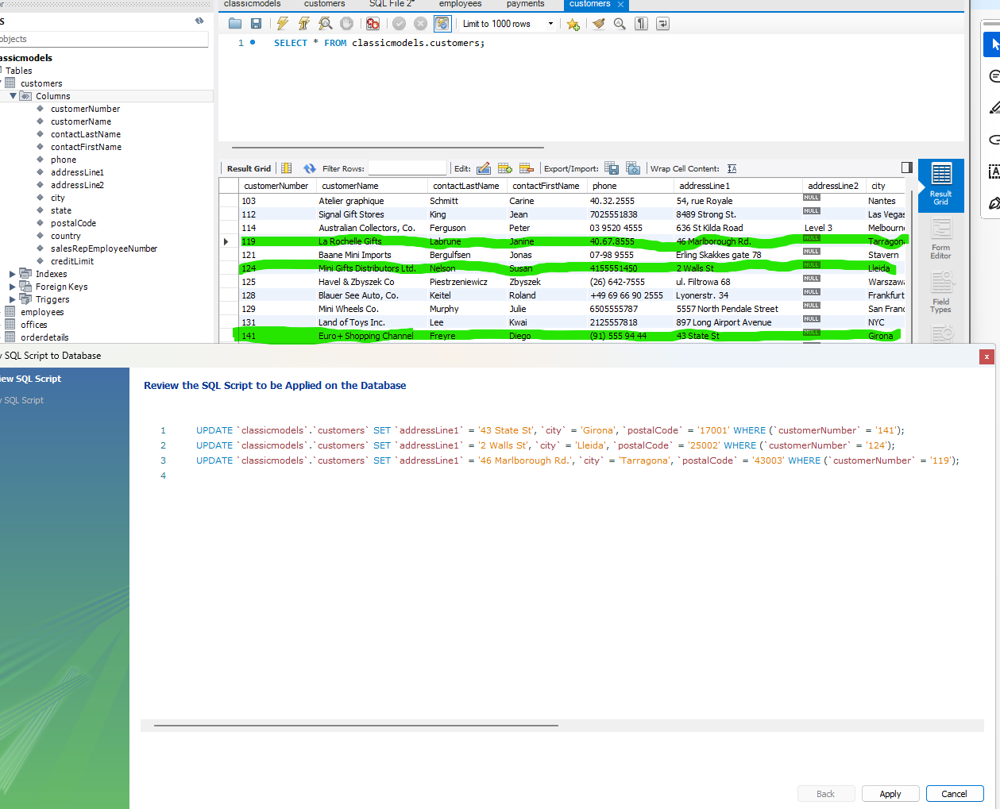 classicmodels customers SQL File 2* employees payments customers
Limit to 1000 rows
objects
1 SELECT * FROM classicmodels.customers;
assicmodels
Tables
customers
Columns
customerNumber
customerName
contactLastName
contactFirstName
phone
addressLine1
addressLine2
city
state
postalCode
country
salesRepEmployeeNumber
creditLimit
Indexes
Foreign Keys
Triggers
employees
offices
orderdetails
Result Grid Filter Rows: Edit: Export/Import: Wrap Cell Content: IA
customerNumber customerName contactLastName contactFirstName phone addressLine1 addressLine2 city
103 Atelier graphique Schmitt Carine 40.32.2555 54, rue Royale NULL Nantes
112 Signal Gift Stores King Jean 7025551838 8489 Strong St. NULL Las Vegas
114 Australian Collectors, Co. Ferguson Peter 03 9520 4555 636 St Kilda Road Level 3 Melbourn
119 La Rochelle Gifts Labrune Janine 40.67.8555 46 Marlborough Rd. NULL Tarragon
121 Baane Mini Imports Bergulfsen Jonas 07-98 9555 Erling Skakkes gate 78 NULL Stavern
124 Mini Gifts Distributors Ltd. Nelson Susan 4155551450 2 Walls St NULL Lleida
125 Havel & Zbyszek Co Piestrzeniewicz Zbyszek (26) 642-7555 ul. Filtrowa 68 NULL Warszawa
128 Blauer See Auto, Co. Keitel Roland +49 69 66 90 2555 Lyonerstr. 34 NULL Frankfurt
129 Mini Wheels Co. Murphy Julie 6505555787 5557 North Pendale Street NULL San Franc
131 Land of Toys Inc. Lee Kwai 2125557818 897 Long Airport Avenue NULL NYC
141 Euro+ Shopping Channel Freyre Diego (91) 555 94 44 43 State St NULL Girona
Result
Grid
Form
Editor
Field
Types
y SQL Script to Database
iew SQL Script
y SQL Script
Review the SQL Script to be Applied on the Database
1 UPDATE `classicmodels`.`customers` SET `addressLine1` = '43 State St', `city` = 'Girona', `postalCode` = '17001' WHERE (`customerNumber` = '141');
2 UPDATE `classicmodels`.`customers` SET `addressLine1` = '2 Walls St', `city` = 'Lleida', `postalCode` = '25002' WHERE (`customerNumber` = '124');
3 UPDATE `classicmodels`.`customers` SET `addressLine1` = '46 Marlborough Rd.', `city` = 'Tarragona', `postalCode` = '43003' WHERE (`customerNumber` = '119');
4
Back Apply Cancel